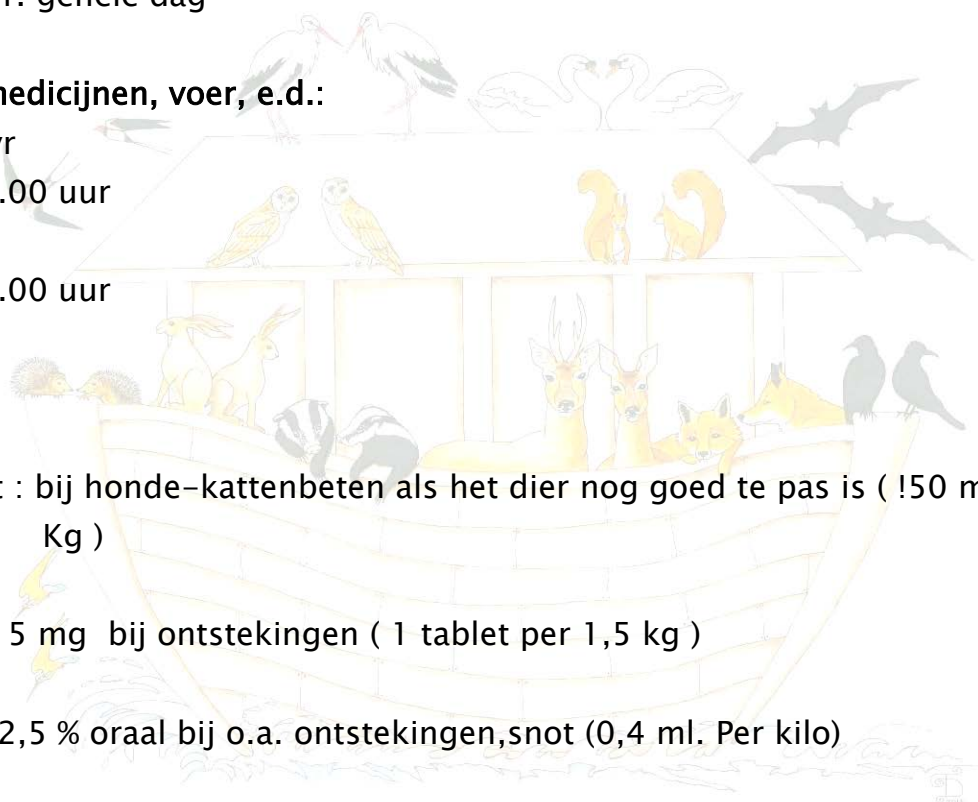 gehele dag
medicijnen, voer, e.d.:
.00 uur
.00 uur
: bij honde-kattenbeten als het dier nog goed te pas is ( !50 m
Kg )
5 mg bij ontstekingen ( 1 tablet per 1,5 kg )
2,5 % oraal bij o.a. ontstekingen,snot (0,4 ml. Per kilo)